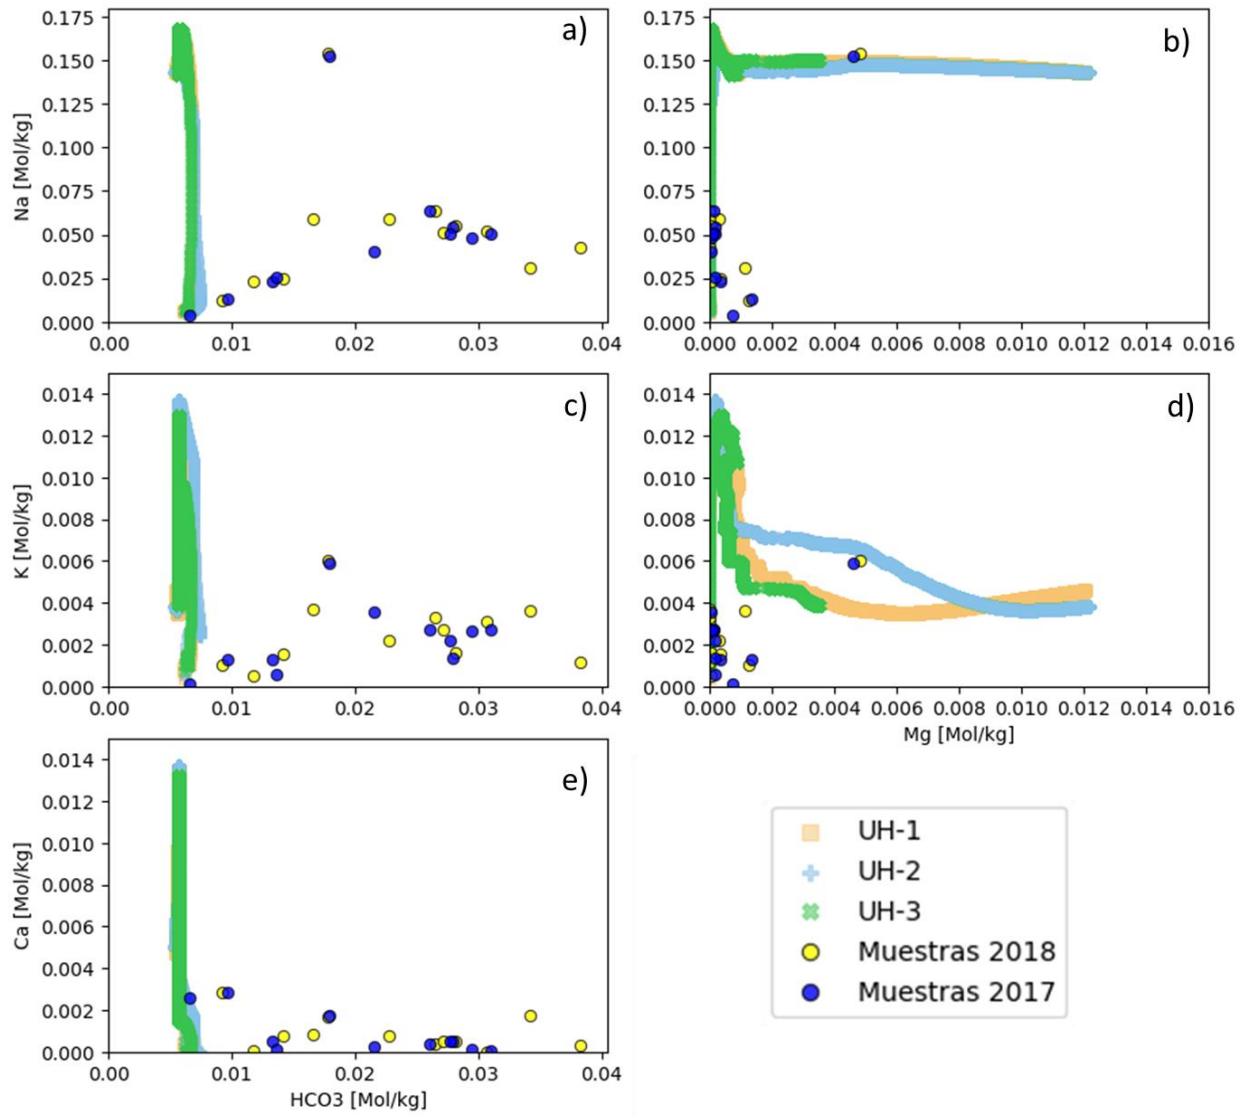 a)
0.175
0.150
0.125
0.100
0.075
0.050
0.025
0.000
Na [Mol/kg]
0.00 0.01 0.02 0.03 0.04
b)
0.175
0.150
0.125
0.100
0.075
0.050
0.025
0.000
0.000 0.002 0.004 0.006 0.008 0.010 0.012 0.014 0.016
c)
0.014
0.012
0.010
0.008
0.006
0.004
0.002
0.000
K [Mol/kg]
0.00 0.01 0.02 0.03 0.04
d)
0.014
0.012
0.010
0.008
0.006
0.004
0.002
0.000
0.000 0.002 0.004 0.006 0.008 0.010 0.012 0.014 0.016
Mg [Mol/kg]
e)
0.014
0.012
0.010
0.008
0.006
0.004
0.002
0.000
Ca [Mol/kg]
0.00 0.01 0.02 0.03 0.04
HCO3 [Mol/kg]
UH-1
UH-2
UH-3
Muestras 2018
Muestras 2017